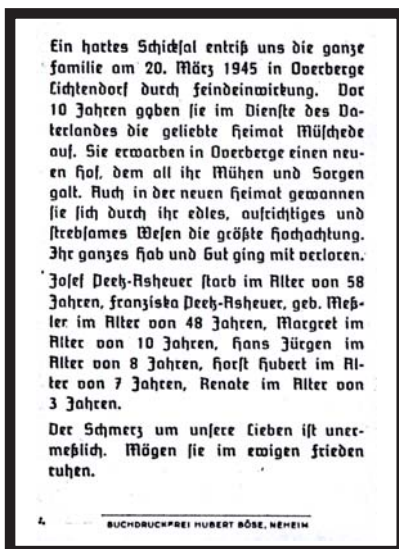 Ein hartes Schicksal entriß uns die ganze
Familie am 20. März 1945 in Overberge
Lichtendorf durch Feindeinwirkung. Vor
10 Jahren gaben sie im Dienste des Va-
terlandes die geliebte Heimat Müschede
auf. Sie erwarben in Overberge einen neu-
en Hof, dem all ihr Mühen und Sorgen
galt. Auch in der neuen Heimat gewannen
sie sich durch ihr edles, aufrichtiges und
strebsames Wesen die größte Hochachtung.
Ihr ganzes Hab und Gut ging mit verloren.
Josef Peetz-Asheuer starb im Alter von 58
Jahren, Franziska Peetz-Asheuer, geb. Meß-
ler im Alter von 48 Jahren, Margret im
Alter von 10 Jahren, Hans Jürgen im
Alter von 8 Jahren, Horst Hubert im Al-
ter von 7 Jahren, Renate im Alter von
3 Jahren.
Der Schmerz um unsere Lieben ist uner-
meßlich. Mögen sie im ewigen Frieden
ruhen.
BUCHDRUCKEREI HUBERT BÖSE, NEHEIM